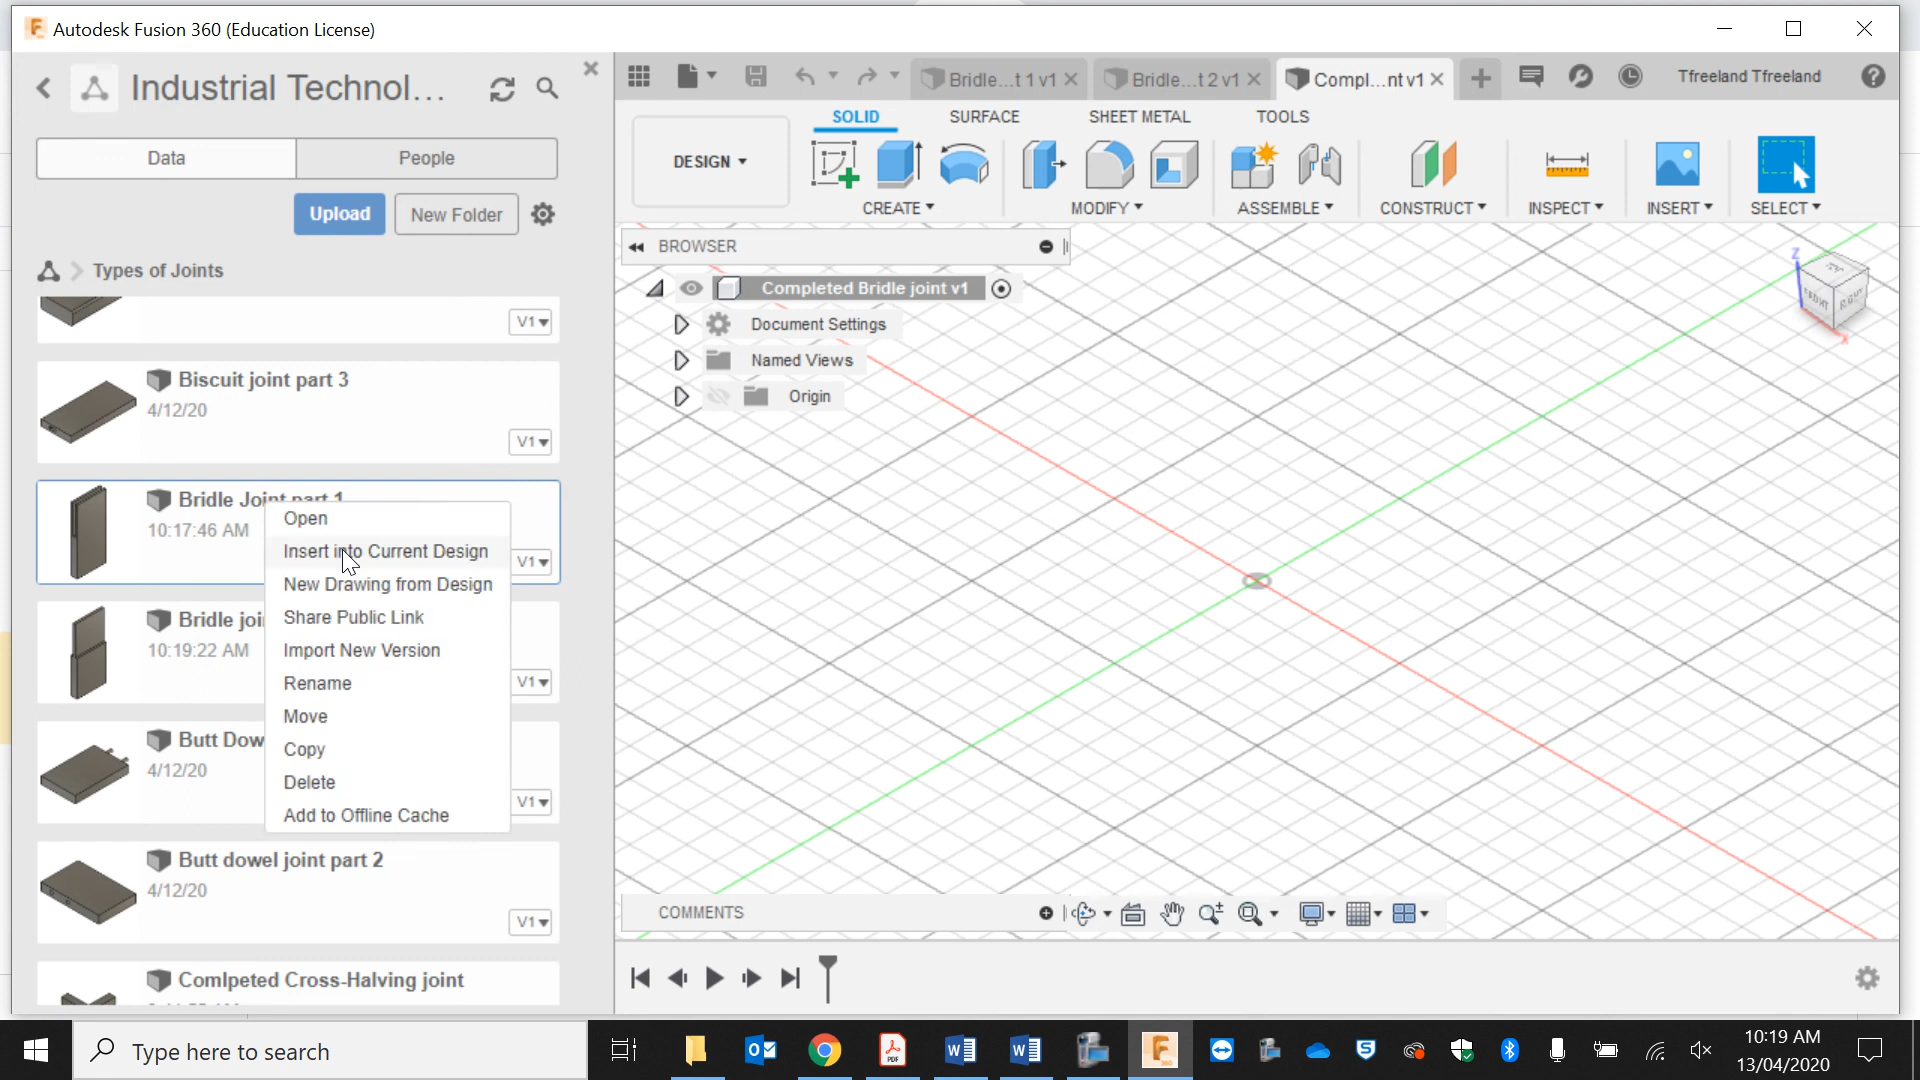 Autodesk Fusion 360 (Education License)
Industrial Technol...
Data
People
Upload
New Folder
Types of Joints
V1
Biscuit joint part 3
4/12/20
V1
Bridle Joint part 1
10:17:46 AM
V1
Open
Insert into Current Design
New Drawing from Design
Share Public Link
Import New Version
Rename
Move
Copy
Delete
Add to Offline Cache
Bridle joi
10:19:22 AM
V1
Butt Dow
4/12/20
V1
Butt dowel joint part 2
4/12/20
V1
Comlpeted Cross-Halving joint
Bridle...t 1 v1
Bridle...t 2 v1
Compl...nt v1
Tfreeland Tfreeland
SOLID
SURFACE
SHEET METAL
TOOLS
DESIGN
CREATE
MODIFY
ASSEMBLE
CONSTRUCT
INSPECT
INSERT
SELECT
BROWSER
Completed Bridle joint v1
Document Settings
Named Views
Origin
Z
FRONT
RIGHT
X
COMMENTS
Type here to search
10:19 AM
13/04/2020